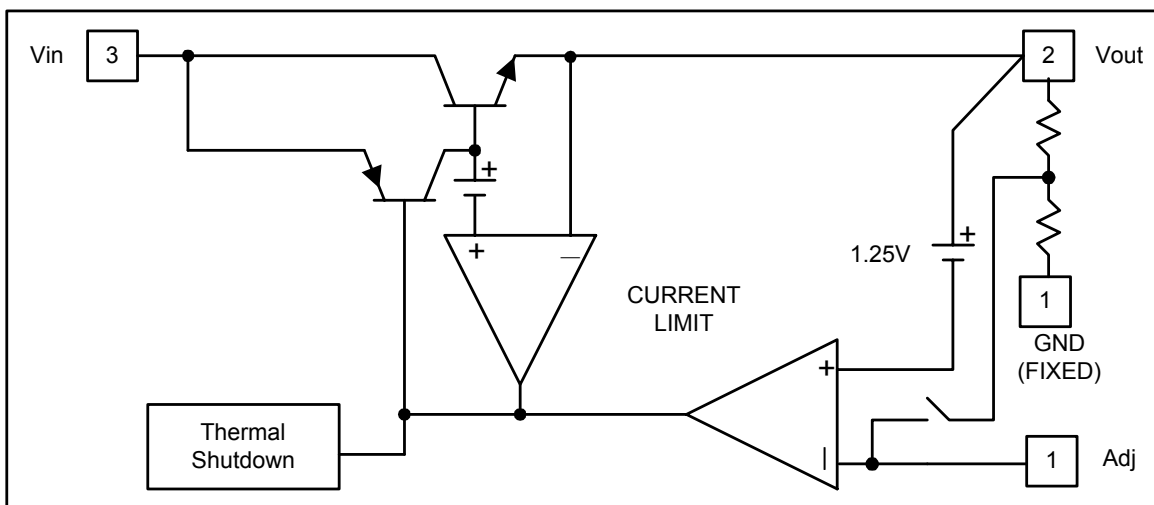 Vin
3
2
Vout
+
+
—
+
1.25V
CURRENT
LIMIT
1
GND
(FIXED)
+
Thermal
Shutdown
—
1
Adj